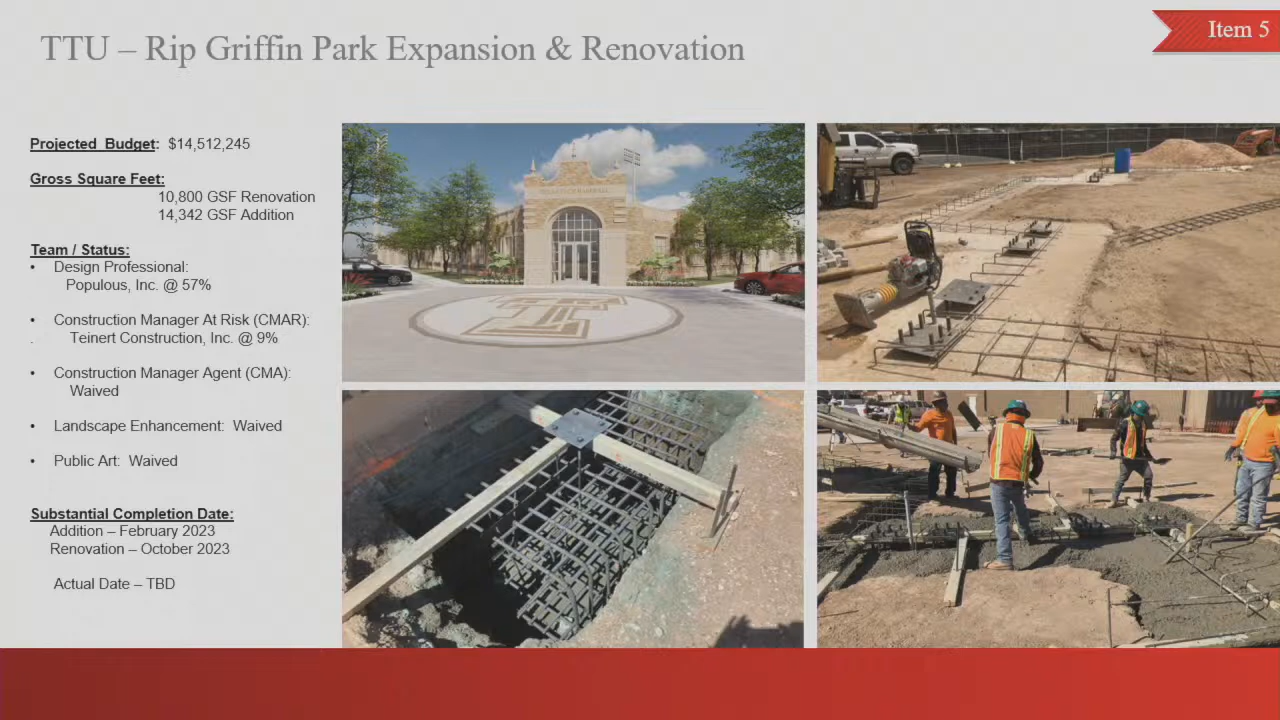 Item 5
TTU – Rip Griffin Park Expansion & Renovation
Projected Budget: $14,512,245
Gross Square Feet:
10,800 GSF Renovation
14,342 GSF Addition
Team / Status:
• Design Professional:
Populous, Inc. @ 57%
• Construction Manager At Risk (CMAR):
. Teinert Construction, Inc. @ 9%
• Construction Manager Agent (CMA):
Waived
• Landscape Enhancement: Waived
• Public Art: Waived
Substantial Completion Date:
Addition – February 2023
Renovation – October 2023
Actual Date – TBD